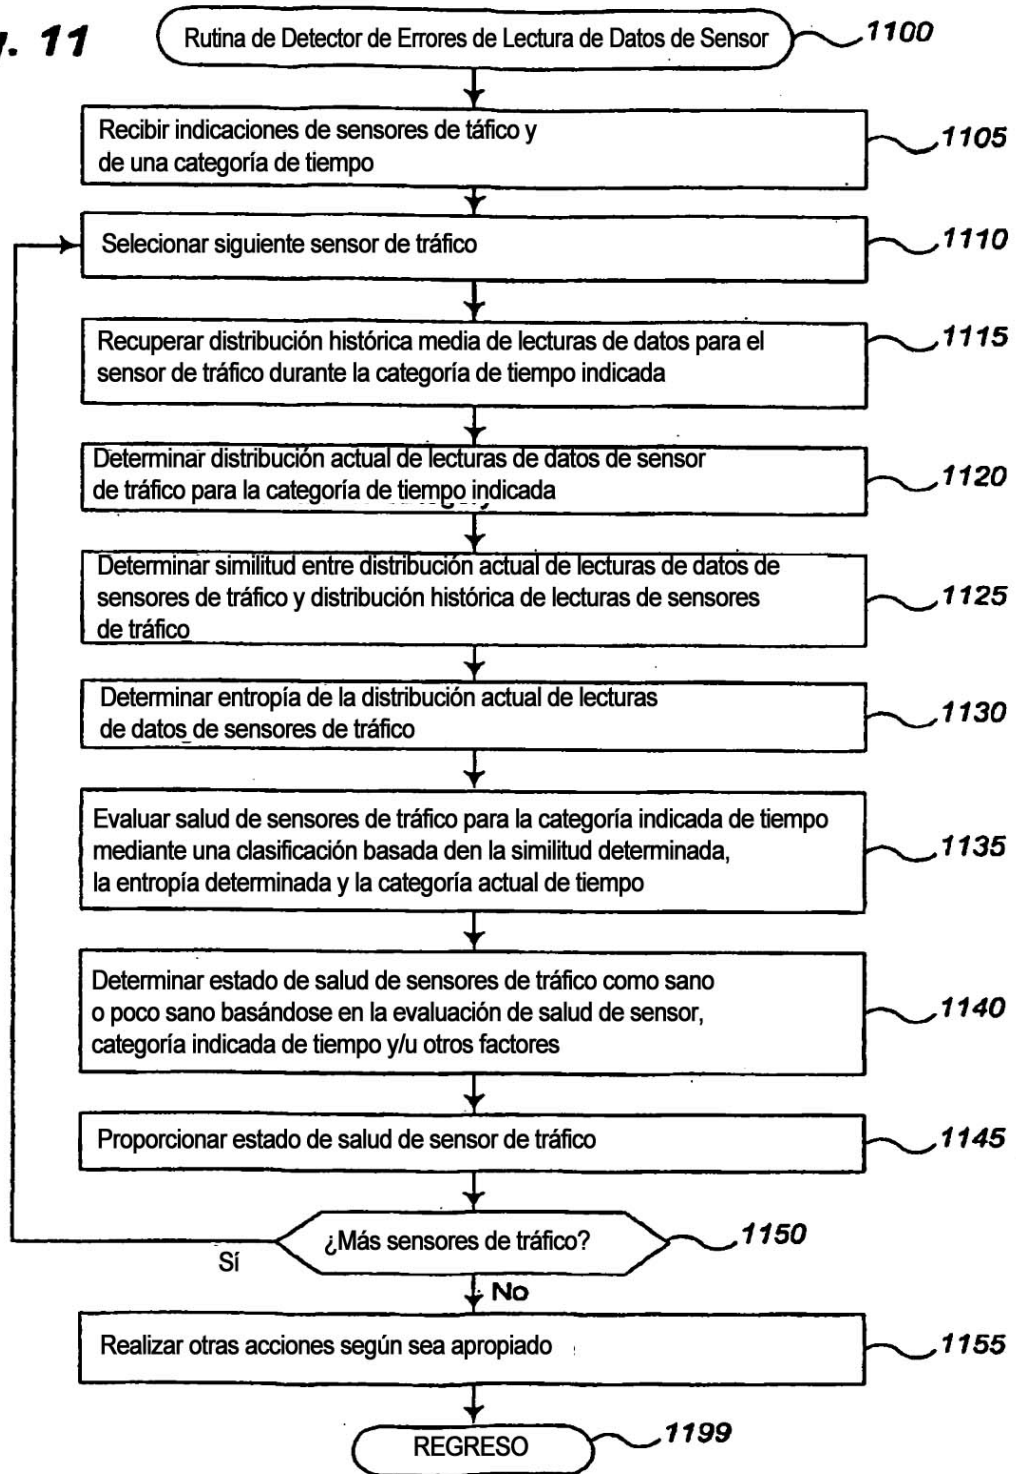 . 11
Rutina de Detector de Errores de Lectura de Datos de Sensor
1100
Recibir indicaciones de sensores de táfico y
de una categoría de tiempo
1105
Selecionar siguiente sensor de tráfico
1110
Recuperar distribución histórica media de lecturas de datos para el
sensor de tráfico durante la categoría de tiempo indicada
1115
Determinar distribución actual de lecturas de datos de sensor
de tráfico para la categoría de tiempo indicada
1120
Determinar similitud entre distribución actual de lecturas de datos de
sensores de tráfico y distribución histórica de lecturas de sensores
de tráfico
1125
Determinar entropía de la distribución actual de lecturas
de datos de sensores de tráfico
1130
Evaluar salud de sensores de tráfico para la categoría indicada de tiempo
mediante una clasificación basada den la similitud determinada,
la entropía determinada y la categoría actual de tiempo
1135
Determinar estado de salud de sensores de tráfico como sano
o poco sano basándose en la evaluación de salud de sensor,
categoría indicada de tiempo y/u otros factores
1140
Proporcionar estado de salud de sensor de tráfico
1145
¿Más sensores de tráfico?
1150
Sí
No
Realizar otras acciones según sea apropiado
1155
REGRESO
1199